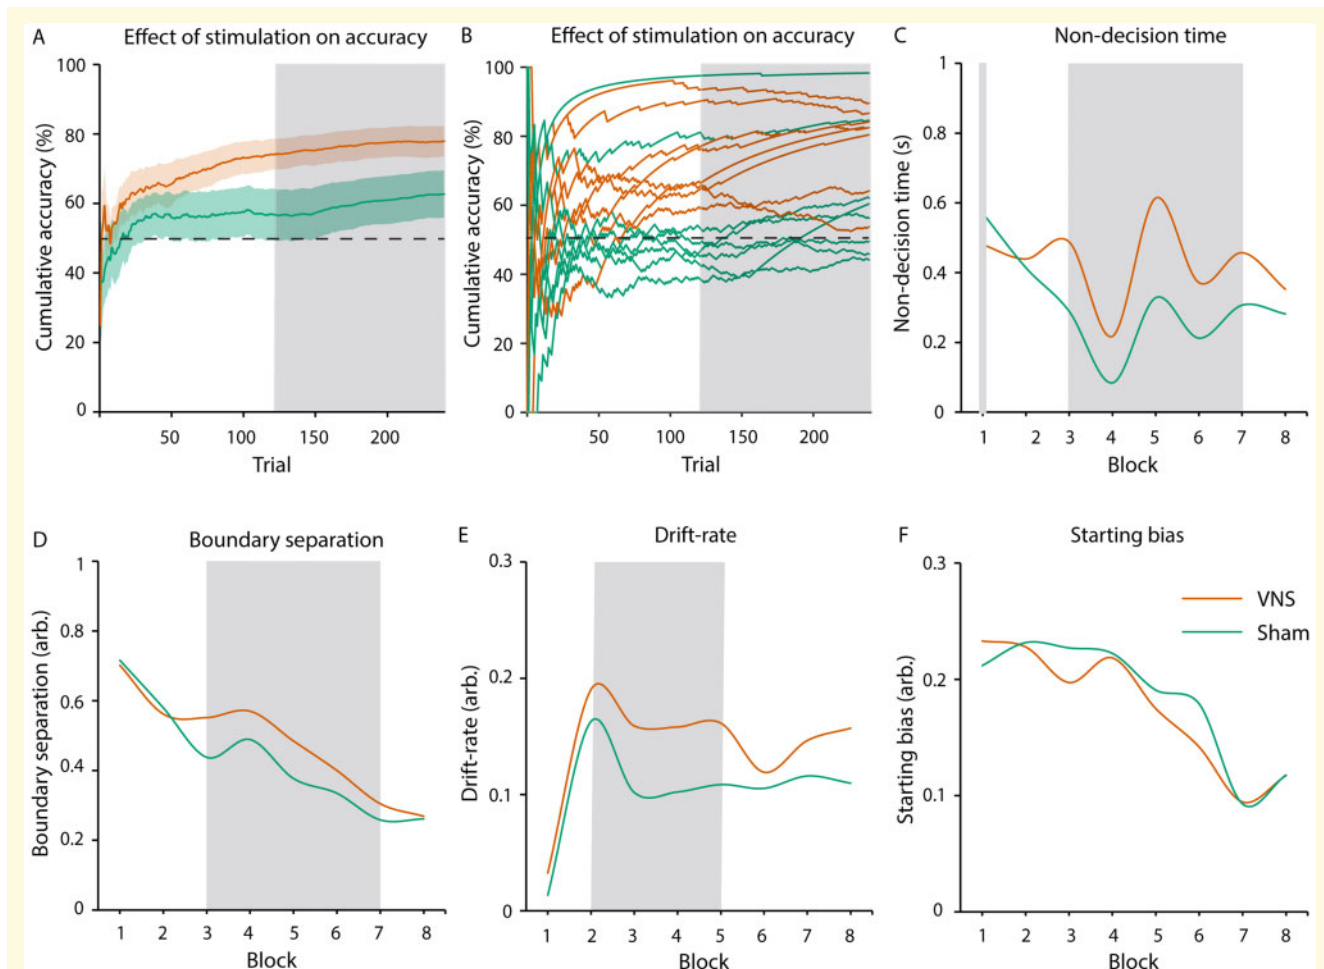 A Effect of stimulation on accuracy
Cumulative accuracy (%)
100
80
60
40
20
0
50 100 150 200
Trial
B Effect of stimulation on accuracy
Cumulative accuracy (%)
100
80
60
40
20
0
50 100 150 200
Trial
C Non-decision time
Non-decision time (s)
1
0.8
0.6
0.4
0.2
0
1 2 3 4 5 6 7 8
Block
D Boundary separation
Boundary separation (arb.)
1
0.8
0.6
0.4
0.2
0
1 2 3 4 5 6 7 8
Block
E Drift-rate
Drift-rate (arb.)
0.3
0.2
0.1
0
1 2 3 4 5 6 7 8
Block
F Starting bias
Starting bias (arb.)
0.3
0.2
0.1
0
1 2 3 4 5 6 7 8
Block
VNS
Sham